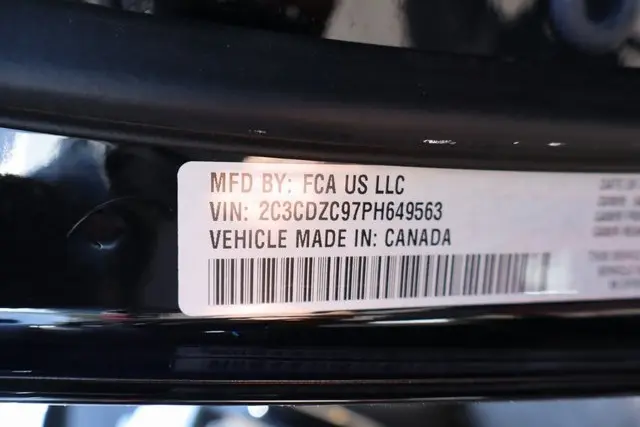 MFD BY: FCA US LLC
VIN: 2C3CDZC97PH649563
VEHICLE MADE IN: CANADA